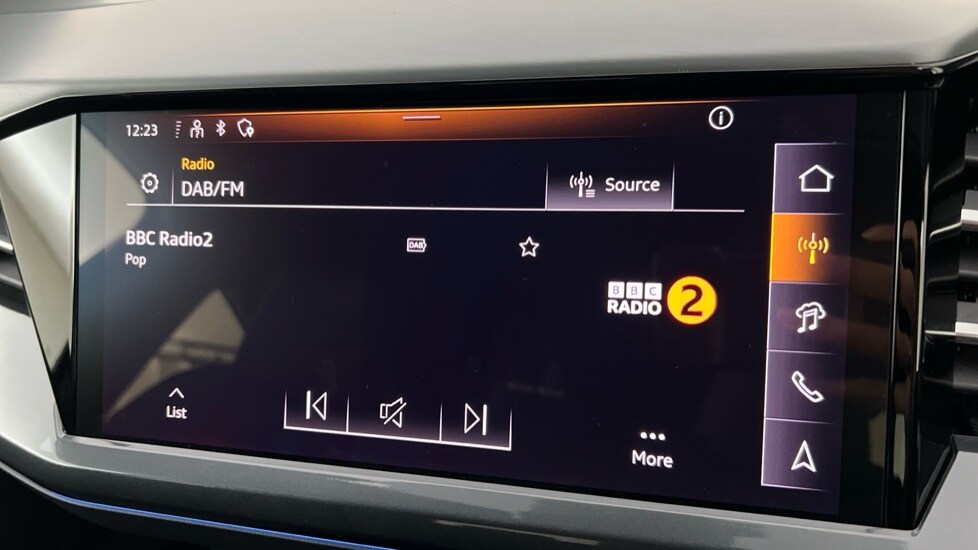 12:23
Radio
DAB/FM
Source
BBC Radio2
DAB
Pop
BBC
RADIO 2
List
More